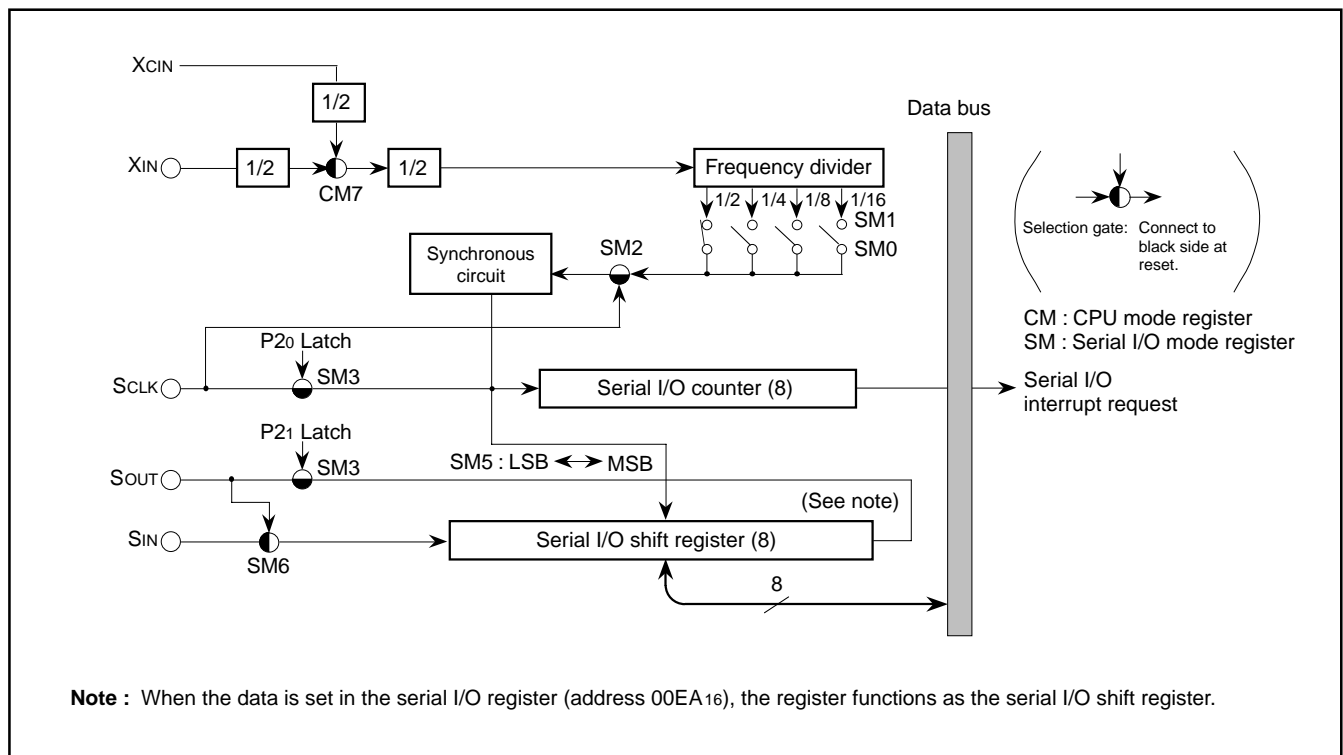 XCIN
1/2
Data bus
XIN
1/2
CM7
1/2
Frequency divider
1/2 1/4 1/8 1/16
SM1
SM0
Selection gate: Connect to
black side at
reset.
Synchronous
circuit
SM2
CM : CPU mode register
SM : Serial I/O mode register
P20 Latch
SCLK
SM3
Serial I/O counter (8)
Serial I/O
interrupt request
P21 Latch
SM3
SM5 : LSB MSB
SOUT
(See note)
SIN
SM6
Serial I/O shift register (8)
8
Note : When the data is set in the serial I/O register (address 00EA16), the register functions as the serial I/O shift register.